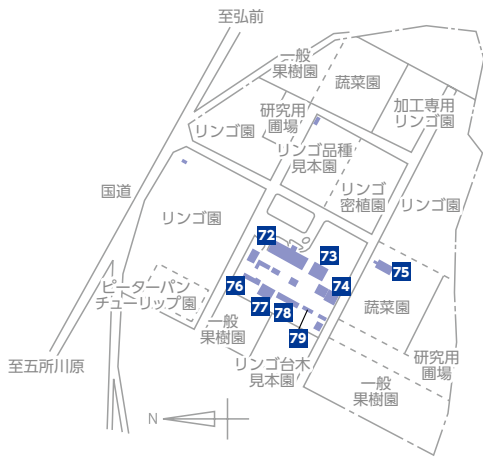 至弘前
一般
果樹園
蔬菜園
加工専用
リンゴ園
研究用
圃場
リンゴ園
リンゴ品種
見本園
国道
リンゴ
密植園
リンゴ園
リンゴ園
72
73
74
75
76
77
78
79
ピーターパン
チューリップ園
蔬菜園
一般
果樹園
リンゴ台木
見本園
研究用
圃場
一般
果樹園
至五所川原
N